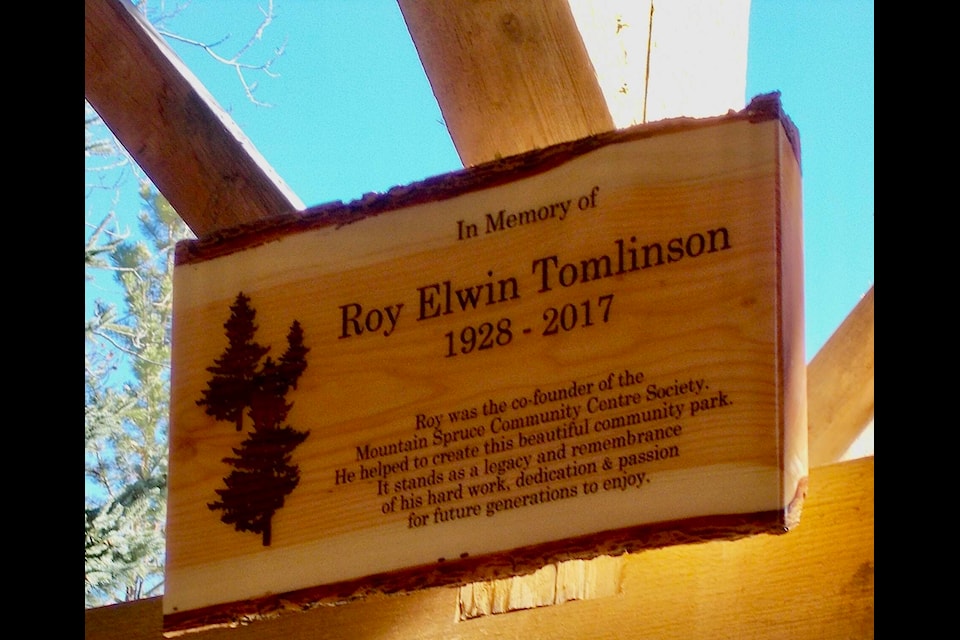 In Memory of
Roy Elwin Tomlinson
1928 - 2017
Roy was the co-founder of the
Mountain Spruce Community Centre Society.
He helped to create this beautiful community park.
It stands as a legacy and remembrance
of his hard work, dedication & passion
for future generations to enjoy.